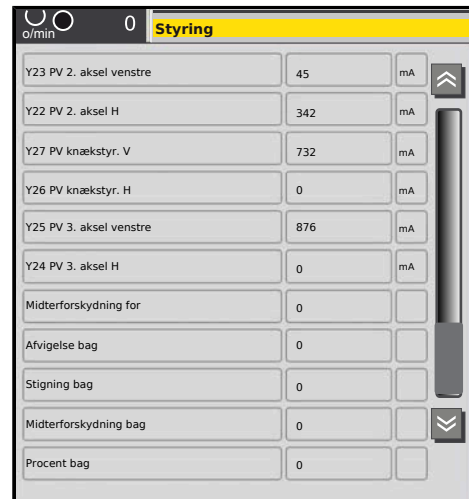 o/min 0 Styring
Y23 PV 2. aksel venstre 45 mA
Y22 PV 2. aksel H 342 mA
Y27 PV knækstyr. V 732 mA
Y26 PV knækstyr. H 0 mA
Y25 PV 3. aksel venstre 876 mA
Y24 PV 3. aksel H 0 mA
Midterforskydning for 0
Afvigelse bag 0
Stigning bag 0
Midterforskydning bag 0
Procent bag 0